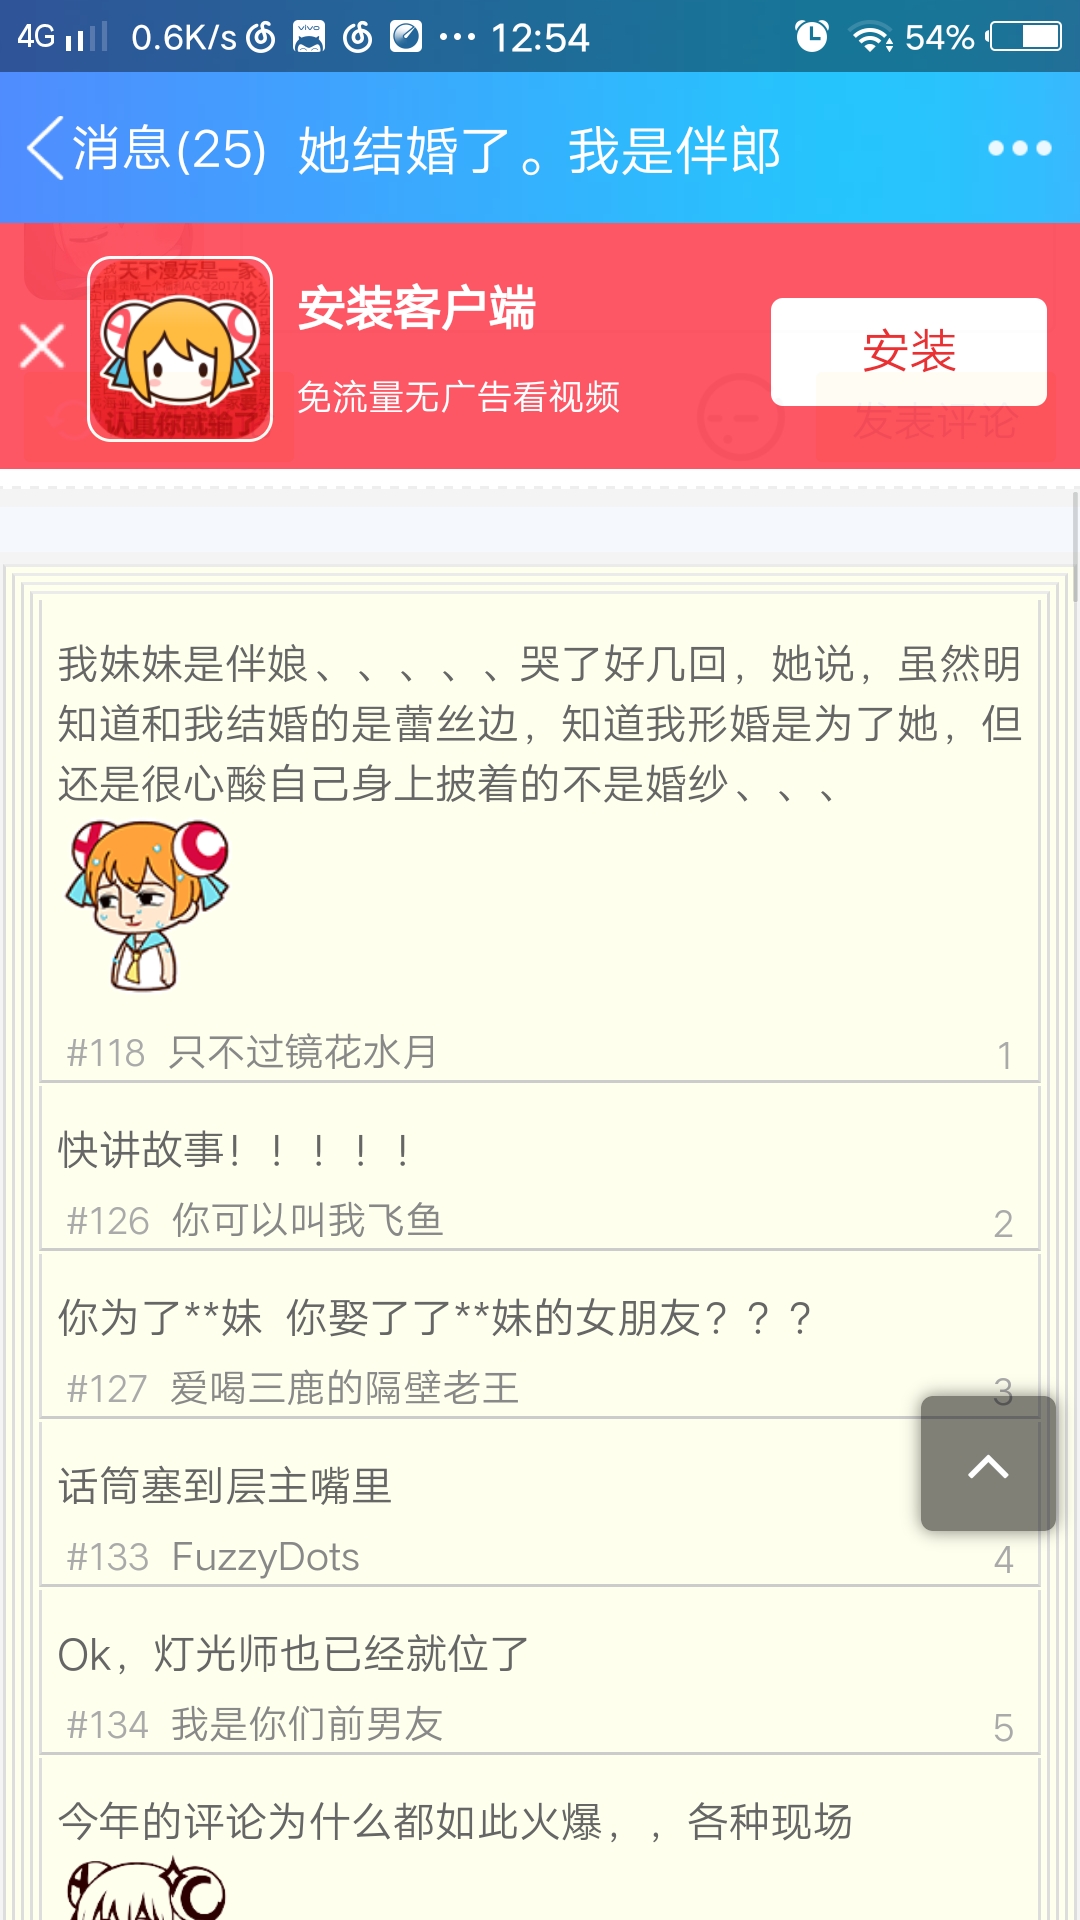 4G 0.6K/s vivo 12:54 54%
消息(25) 她结婚了。我是伴郎
天下漫友是一家
安装客户端
安装
免流量无广告看视频
发表评论
认真你就输了
我妹妹是伴娘、、、、、哭了好几回，她说，虽然明
知道和我结婚的是蕾丝边，知道我形婚是为了她，但
还是很心酸自己身上披着的不是婚纱、、、
#118 只不过镜花水月 1
快讲故事！！！！！
#126 你可以叫我飞鱼 2
你为了**妹 你娶了了**妹的女朋友？？？
#127 爱喝三鹿的隔壁老王 3
话筒塞到层主嘴里
#133 FuzzyDots 4
Ok，灯光师也已经就位了
#134 我是你们前男友 5
今年的评论为什么都如此火爆，，各种现场